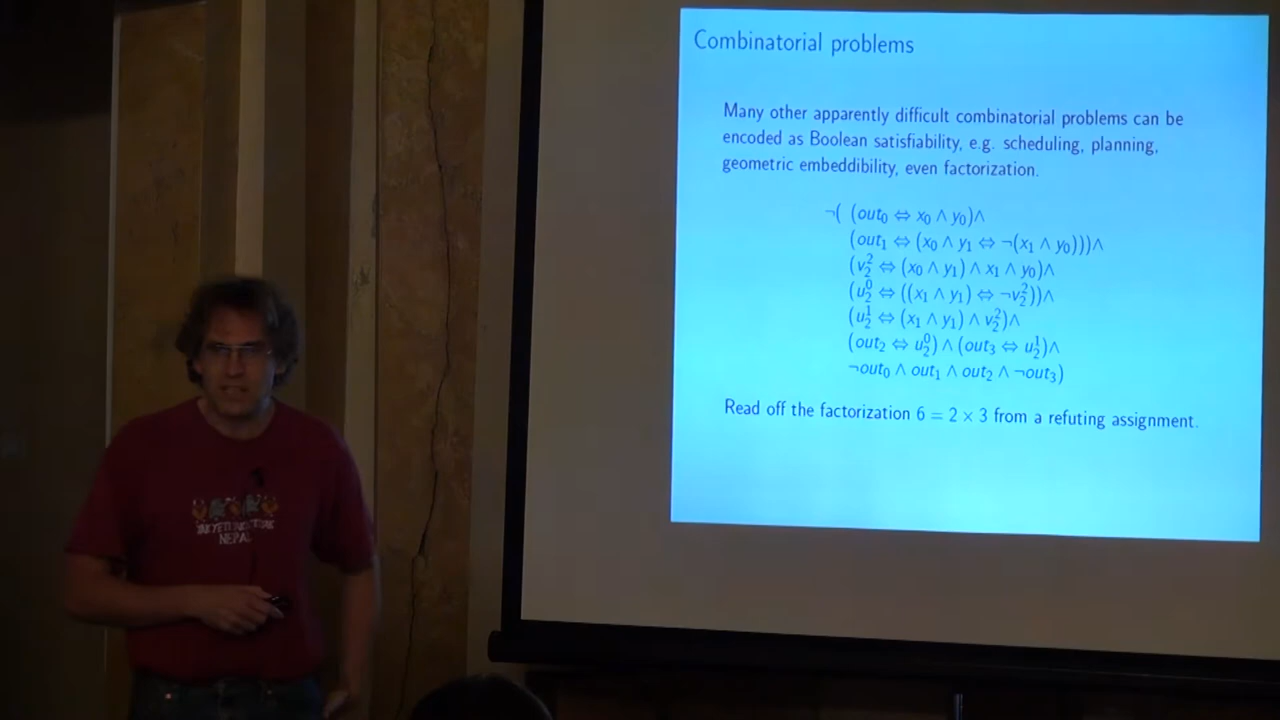 Combinatorial problems
Many other apparently difficult combinatorial problems can be
encoded as Boolean satisfiability, e.g. scheduling, planning,
geometric embeddibility, even factorization.
¬( (out₀ ⇔ x₀ ∧ y₀)∧
(out₁ ⇔ (x₀ ∧ y₁ ⇔ ¬(x₁ ∧ y₀)))∧
(v₂² ⇔ (x₀ ∧ y₁) ∧ x₁ ∧ y₀)∧
(u₂⁰ ⇔ ((x₁ ∧ y₁) ⇔ ¬v₂²))∧
(u₂¹ ⇔ (x₁ ∧ y₁) ∧ v₂²)∧
(out₂ ⇔ u₂⁰) ∧ (out₃ ⇔ u₂¹)∧
¬out₀ ∧ out₁ ∧ out₂ ∧ ¬out₃)
Read off the factorization 6 = 2 × 3 from a refuting assignment.
NEPAL